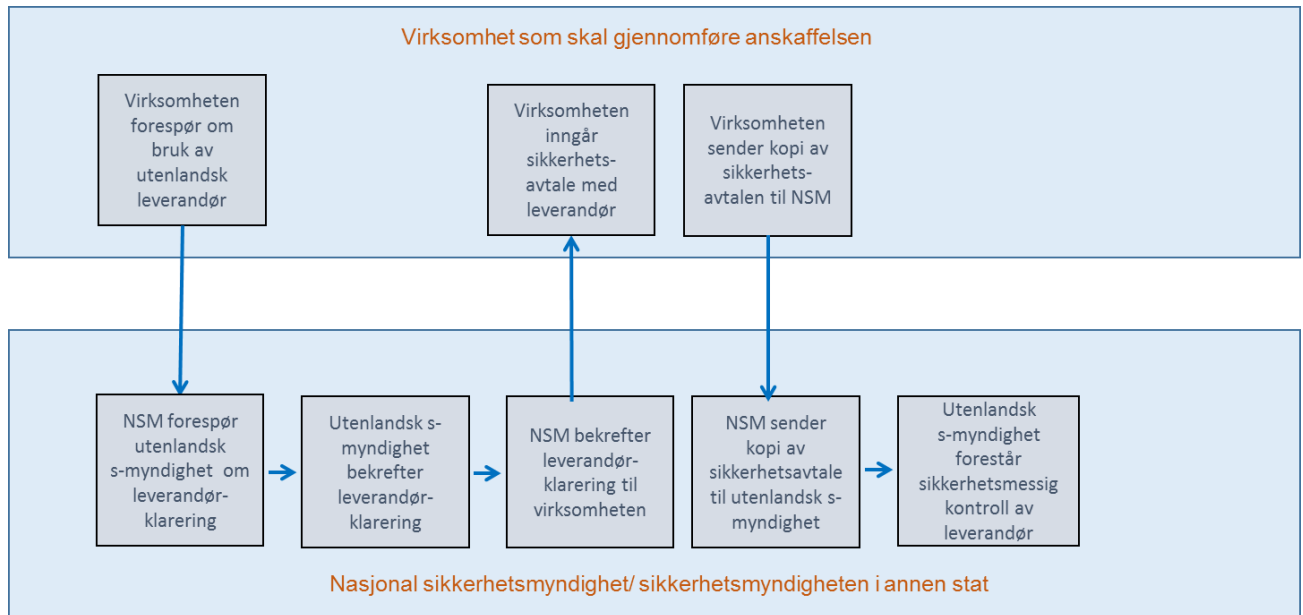 Virksomhet som skal gjennomføre anskaffelsen
Virksomheten
forespør om
bruk av
utenlandsk
leverandør
Virksomheten
inngår
sikkerhets-
avtale med
leverandør
Virksomheten
sender kopi av
sikkerhets-
avtalen til NSM
NSM forespør
utenlandsk
s-myndighet om
leverandør-
klarering
Utenlandsk s-
myndighet
bekrefter
leverandør-
klarering
NSM bekrefter
leverandør-
klarering til
virksomheten
NSM sender
kopi av
sikkerhetsavtale
til utenlandsk s-
myndighet
Utenlandsk
s-myndighet
forestår
sikkerhetsmessig
kontroll av
leverandør
Nasjonal sikkerhetsmyndighet/ sikkerhetsmyndigheten i annen stat